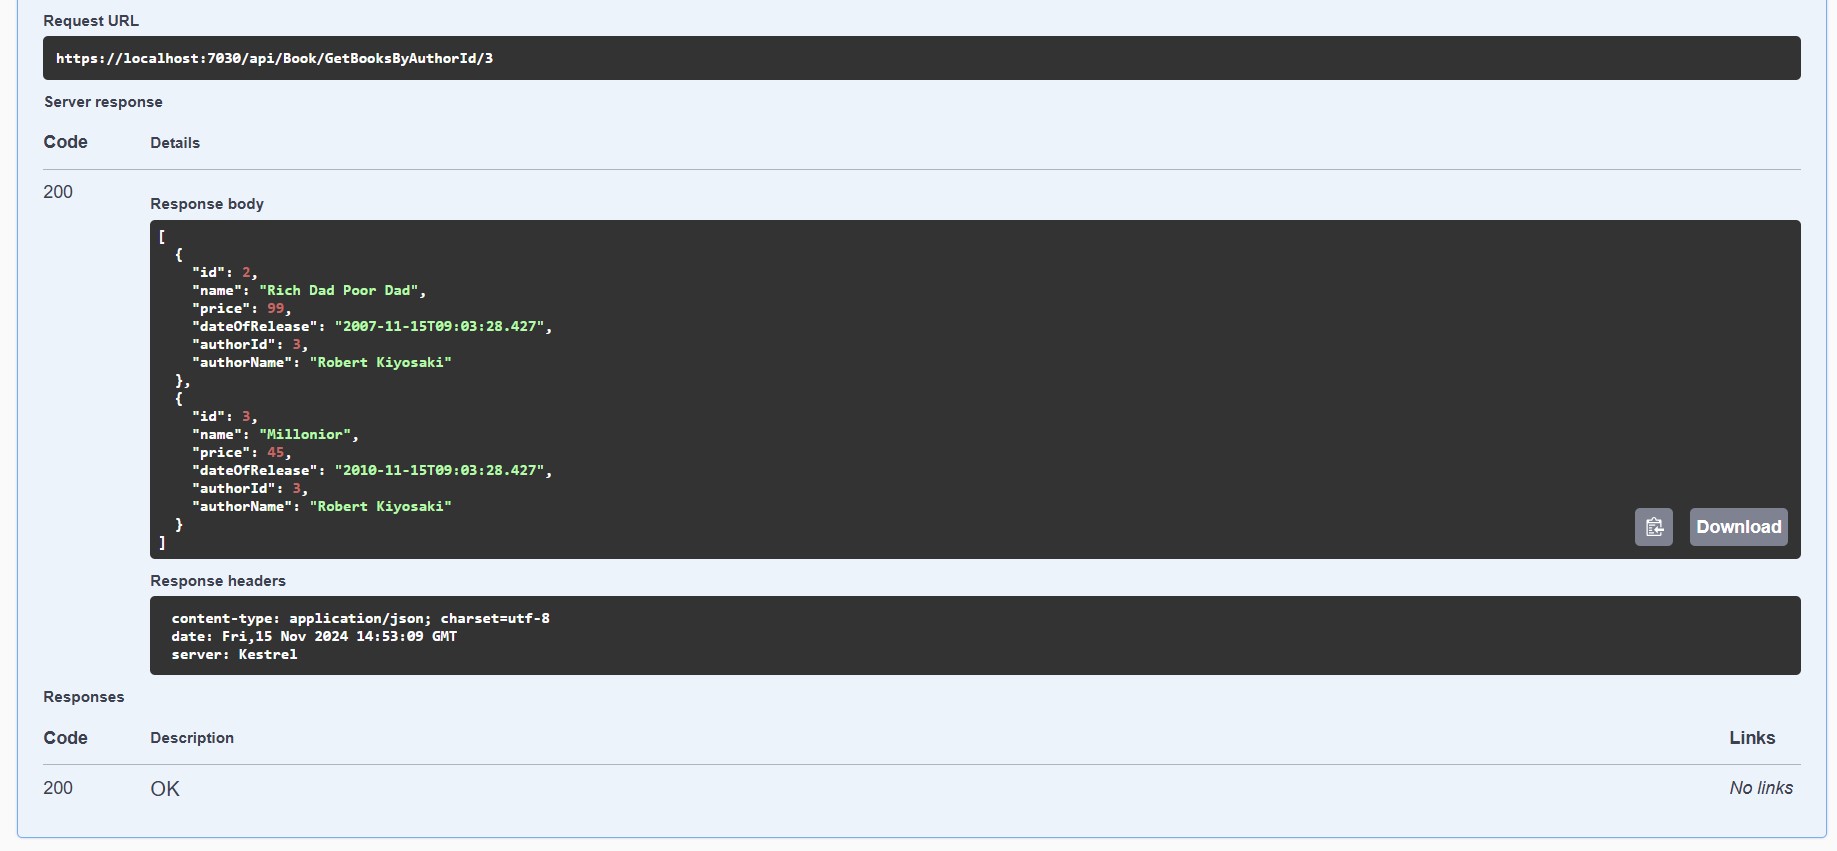 Request URL
https://localhost:7030/api/Book/GetBooksByAuthorId/3
Server response
Code Details
200
Response body
[
  {
    "id": 2,
    "name": "Rich Dad Poor Dad",
    "price": 99,
    "dateOfRelease": "2007-11-15T09:03:28.427",
    "authorId": 3,
    "authorName": "Robert Kiyosaki"
  },
  {
    "id": 3,
    "name": "Millonior",
    "price": 45,
    "dateOfRelease": "2010-11-15T09:03:28.427",
    "authorId": 3,
    "authorName": "Robert Kiyosaki"
  }
]
Download
Response headers
content-type: application/json; charset=utf-8
date: Fri,15 Nov 2024 14:53:09 GMT
server: Kestrel
Responses
Code Description Links
200 OK No links